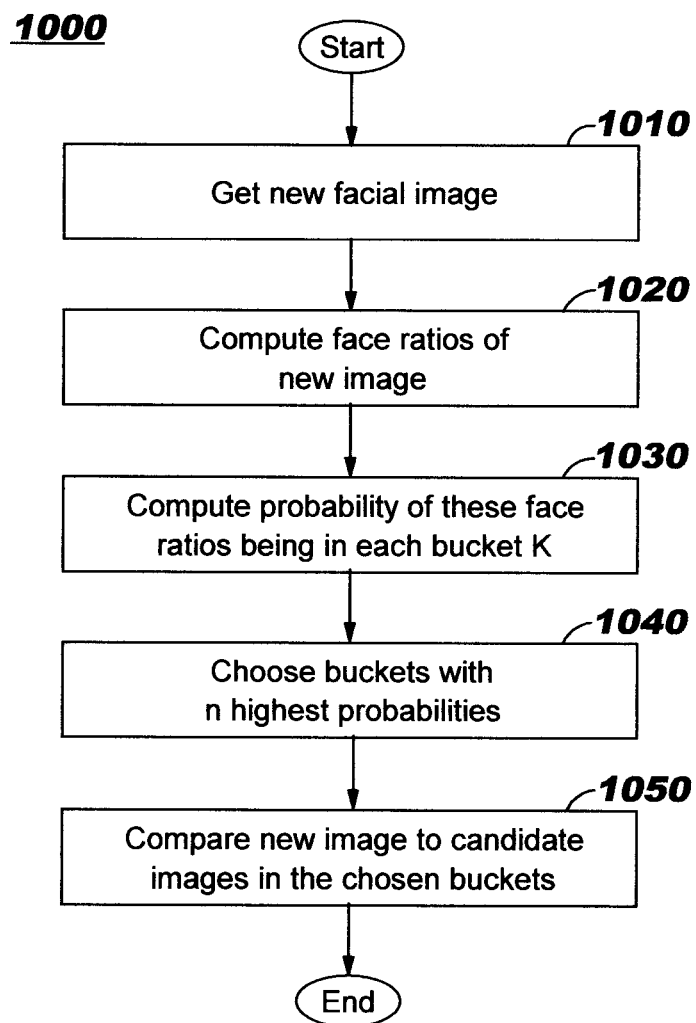 1000
Start
1010
Get new facial image
1020
Compute face ratios of
new image
1030
Compute probability of these face
ratios being in each bucket K
1040
Choose buckets with
n highest probabilities
1050
Compare new image to candidate
images in the chosen buckets
End